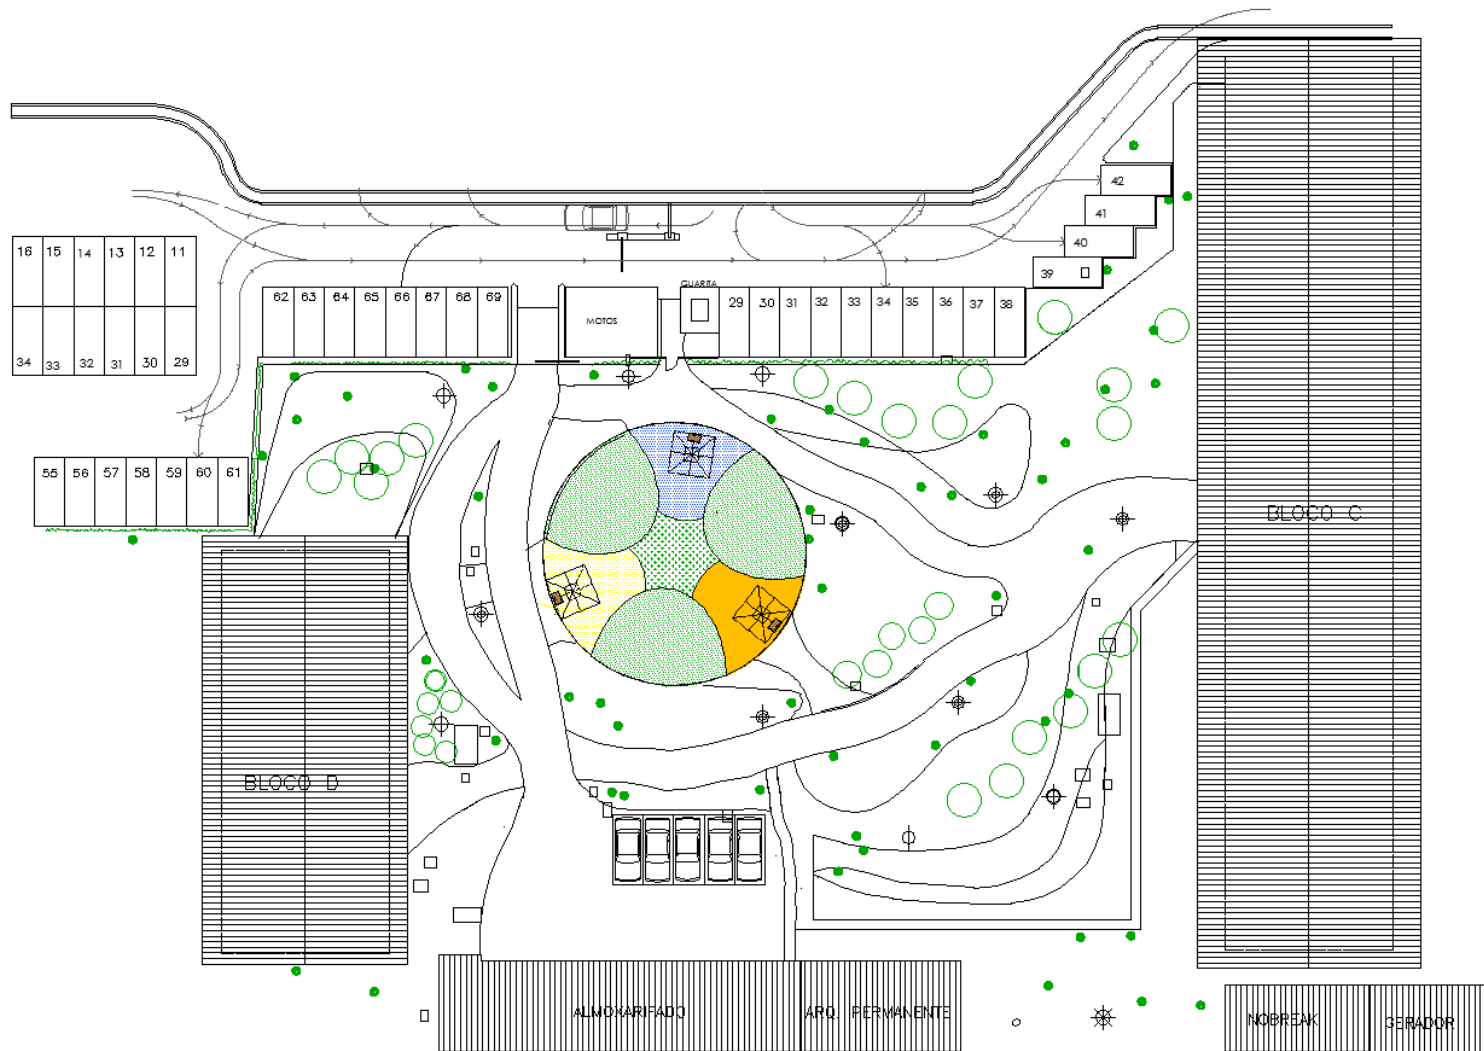 42
41
40
39
16 15 14 13 12 11
GUARITA
62 63 64 65 66 67 68 69
MOTOS
29 30 31 32 33 34 35 36 37 38
34 33 32 31 30 29
55 56 57 58 59 60 61
BLOCO C
BLOCO D
ALMOXARIFADO
ARQ. PERMANENTE
NOBREAK
GERADOR